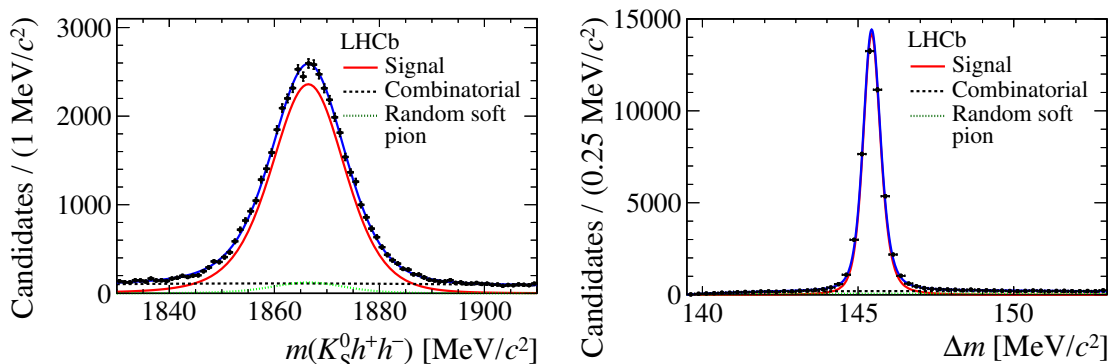 Candidates / (1 MeV/c²)
3000
2000
1000
0
LHCb
Signal
Combinatorial
Random soft
pion
1840 1860 1880 1900
m(K⁰_S h⁺h⁻) [MeV/c²]
Candidates / (0.25 MeV/c²)
15000
10000
5000
0
LHCb
Signal
Combinatorial
Random soft
pion
140 145 150
Δm [MeV/c²]